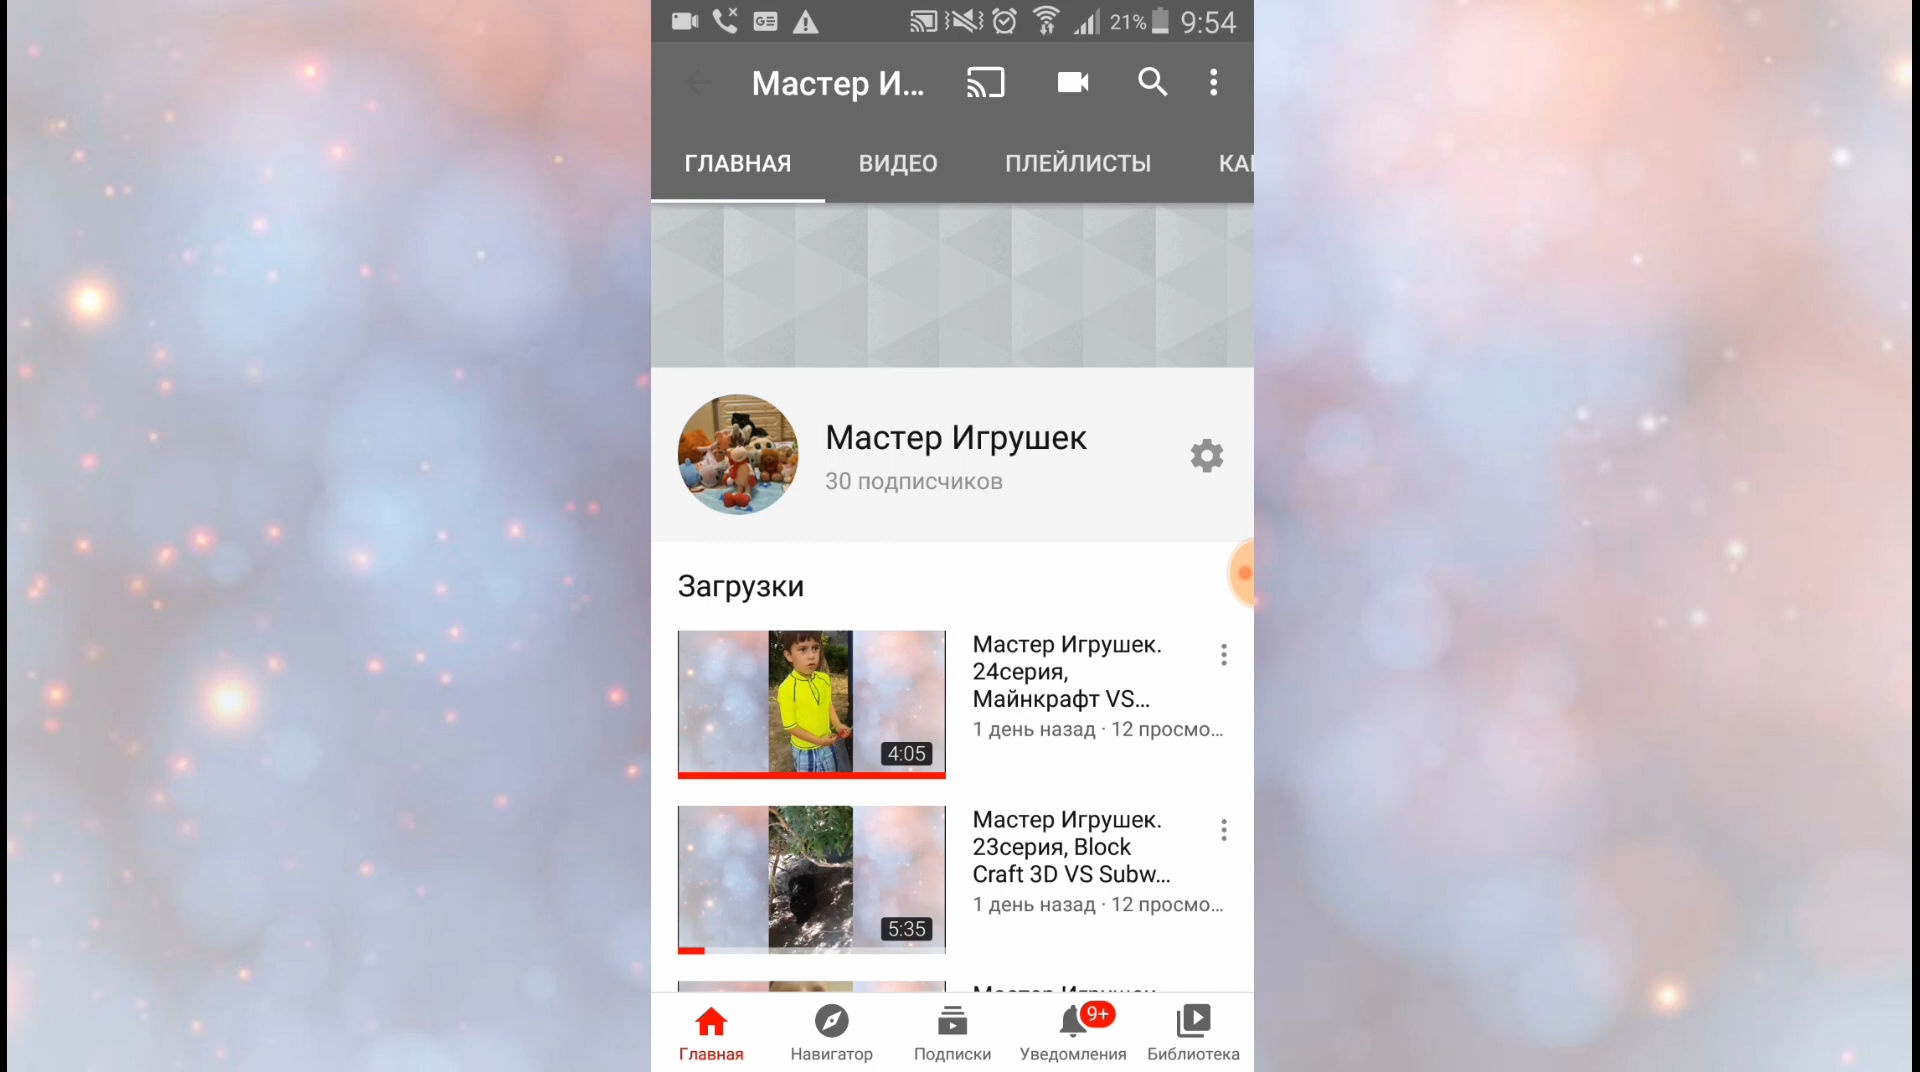 21% 9:54
Мастер И...
ГЛАВНАЯ ВИДЕО ПЛЕЙЛИСТЫ
Мастер Игрушек
30 подписчиков
Загрузки
Мастер Игрушек.
24серия,
Майнкрафт VS...
1 день назад · 12 просмо...
4:05
Мастер Игрушек.
23серия, Block
Craft 3D VS Subw...
1 день назад · 12 просмо...
5:35
9+
Главная Навигатор Подписки Уведомления Библиотека